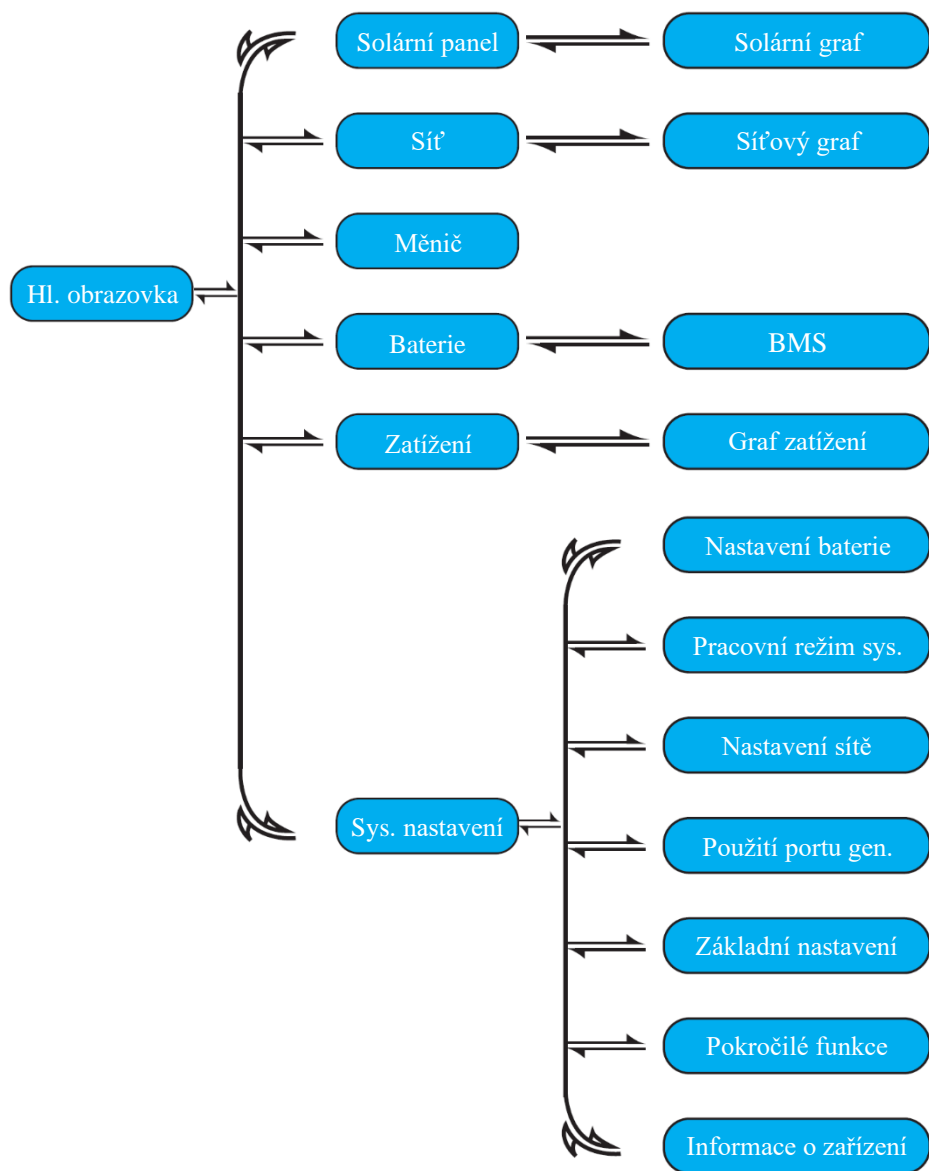 Solární panel
Solární graf
Síť
Síťový graf
Měnič
Hl. obrazovka
Baterie
BMS
Zatížení
Graf zatížení
Nastavení baterie
Pracovní režim sys.
Nastavení sítě
Sys. nastavení
Použití portu gen.
Základní nastavení
Pokročilé funkce
Informace o zařízení